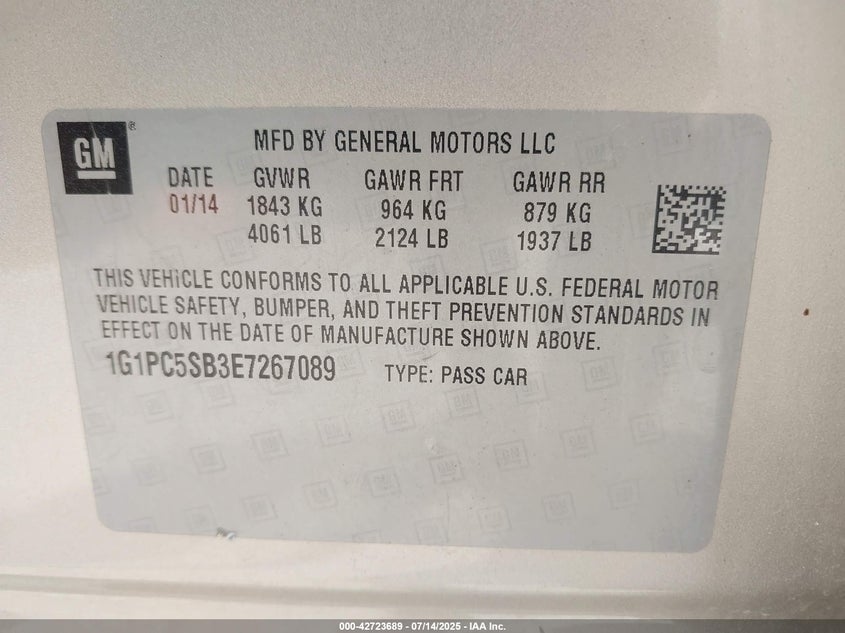 GM ®
MFD BY GENERAL MOTORS LLC
DATE GVWR GAWR FRT GAWR RR
01/14 1843 KG 964 KG 879 KG
4061 LB 2124 LB 1937 LB
THIS VEHICLE CONFORMS TO ALL APPLICABLE U.S. FEDERAL MOTOR
VEHICLE SAFETY, BUMPER, AND THEFT PREVENTION STANDARDS IN
EFFECT ON THE DATE OF MANUFACTURE SHOWN ABOVE.
1G1PC5SB3E7267089 TYPE: PASS CAR
000-42723689 - 07/14/2025 - IAA Inc.